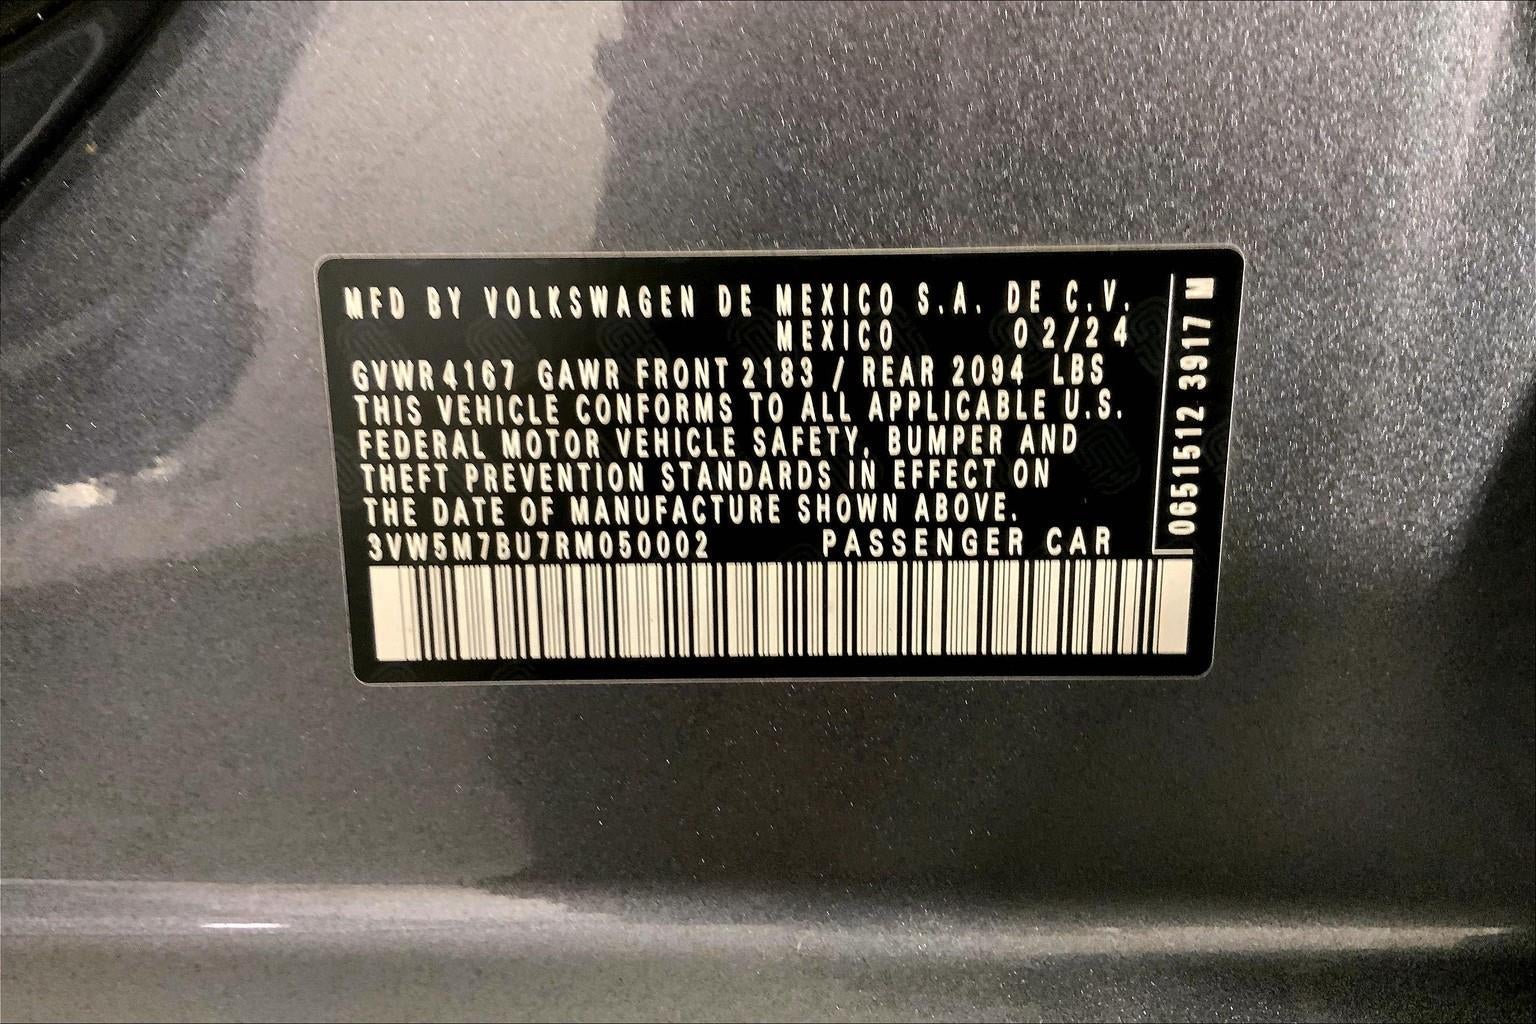 MFD BY VOLKSWAGEN DE MEXICO S.A. DE C.V.
MEXICO 02/24
GVWR 4167 GAWR FRONT 2183 / REAR 2094 LBS
THIS VEHICLE CONFORMS TO ALL APPLICABLE U.S.
FEDERAL MOTOR VEHICLE SAFETY, BUMPER AND
THEFT PREVENTION STANDARDS IN EFFECT ON
THE DATE OF MANUFACTURE SHOWN ABOVE.
3VW5M7BU7RM050002 PASSENGER CAR
0651512 3917 M